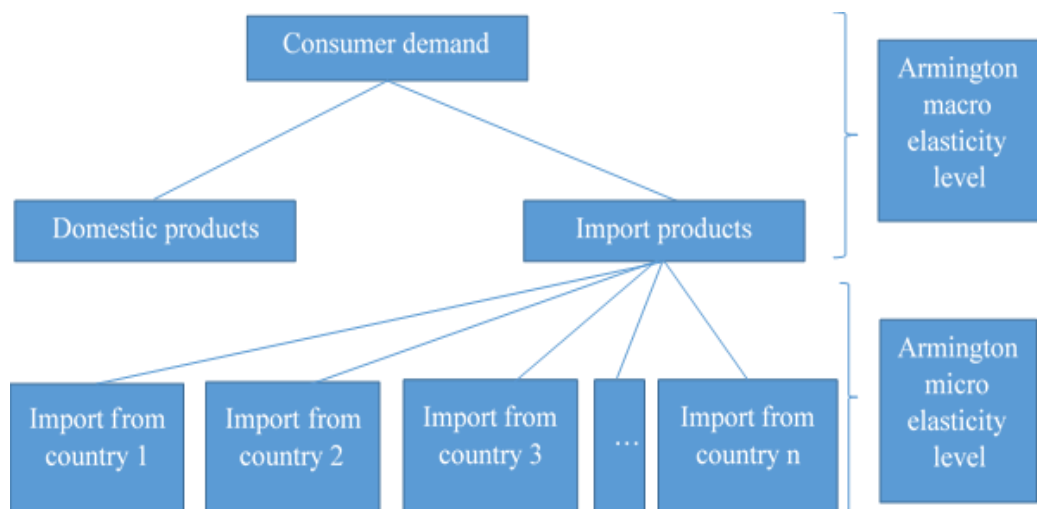 Consumer demand
Armington
macro
elasticity
level
Domestic products
Import products
Import from
country 1
Import from
country 2
Import from
country 3
...
Import from
country n
Armington
micro
elasticity
level